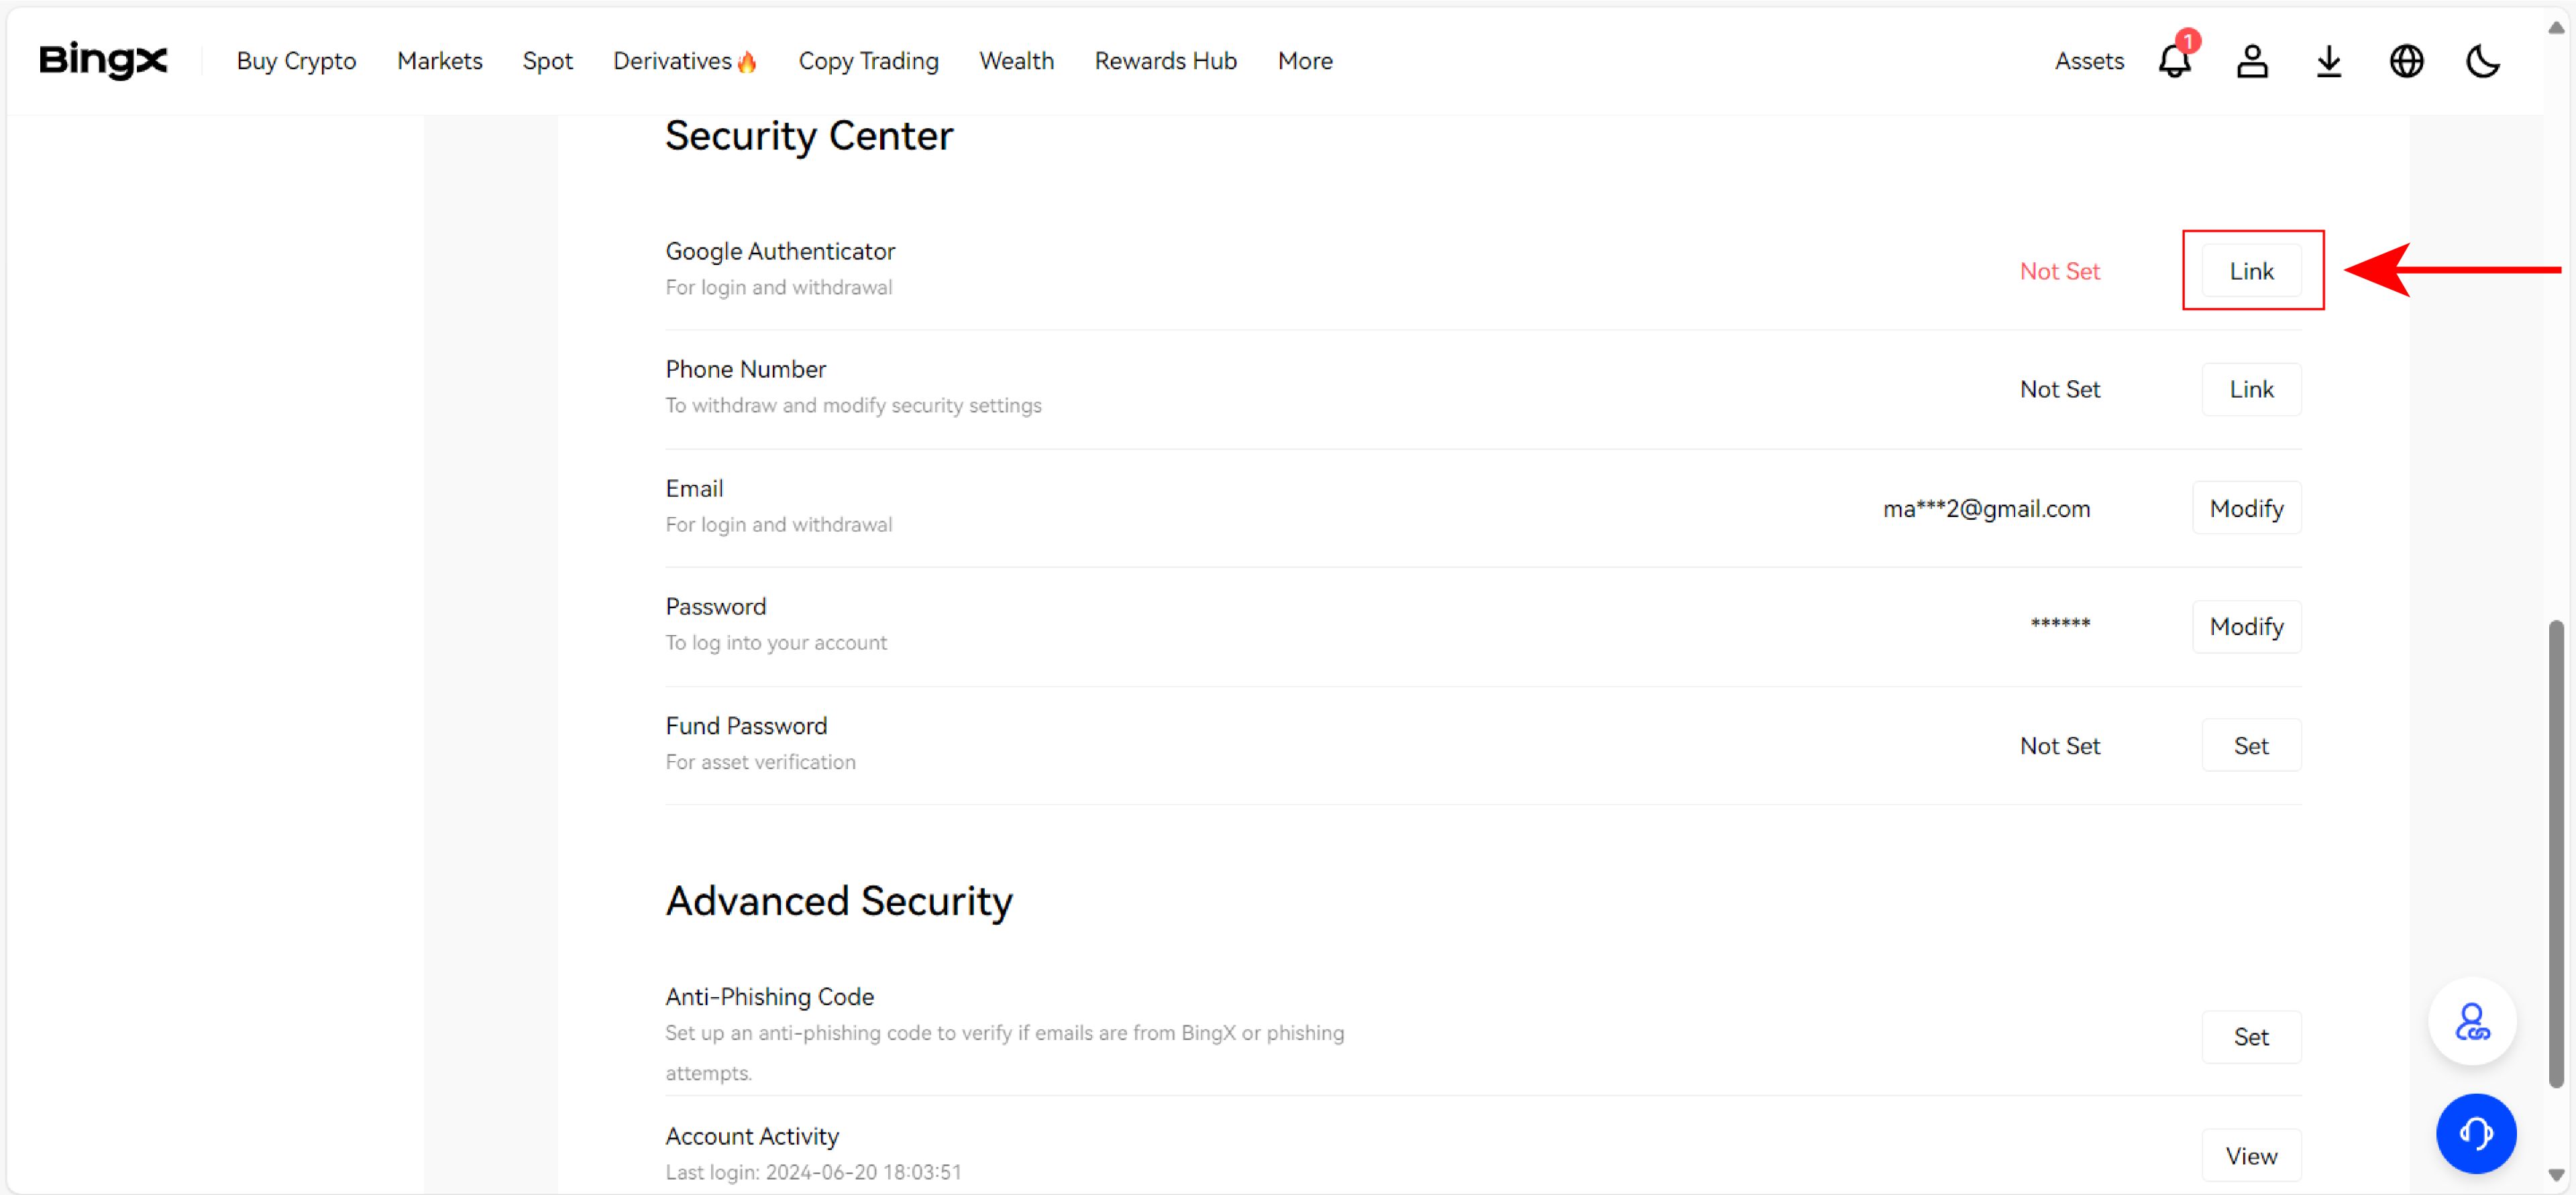 BingX
Buy Crypto Markets Spot Derivatives Copy Trading Wealth Rewards Hub More Assets 1
Security Center
Google Authenticator
For login and withdrawal
Not Set Link
Phone Number
To withdraw and modify security settings
Not Set Link
Email
For login and withdrawal
ma***2@gmail.com Modify
Password
To log into your account
****** Modify
Fund Password
For asset verification
Not Set Set
Advanced Security
Anti-Phishing Code
Set up an anti-phishing code to verify if emails are from BingX or phishing
attempts.
Set
Account Activity
Last login: 2024-06-20 18:03:51
View